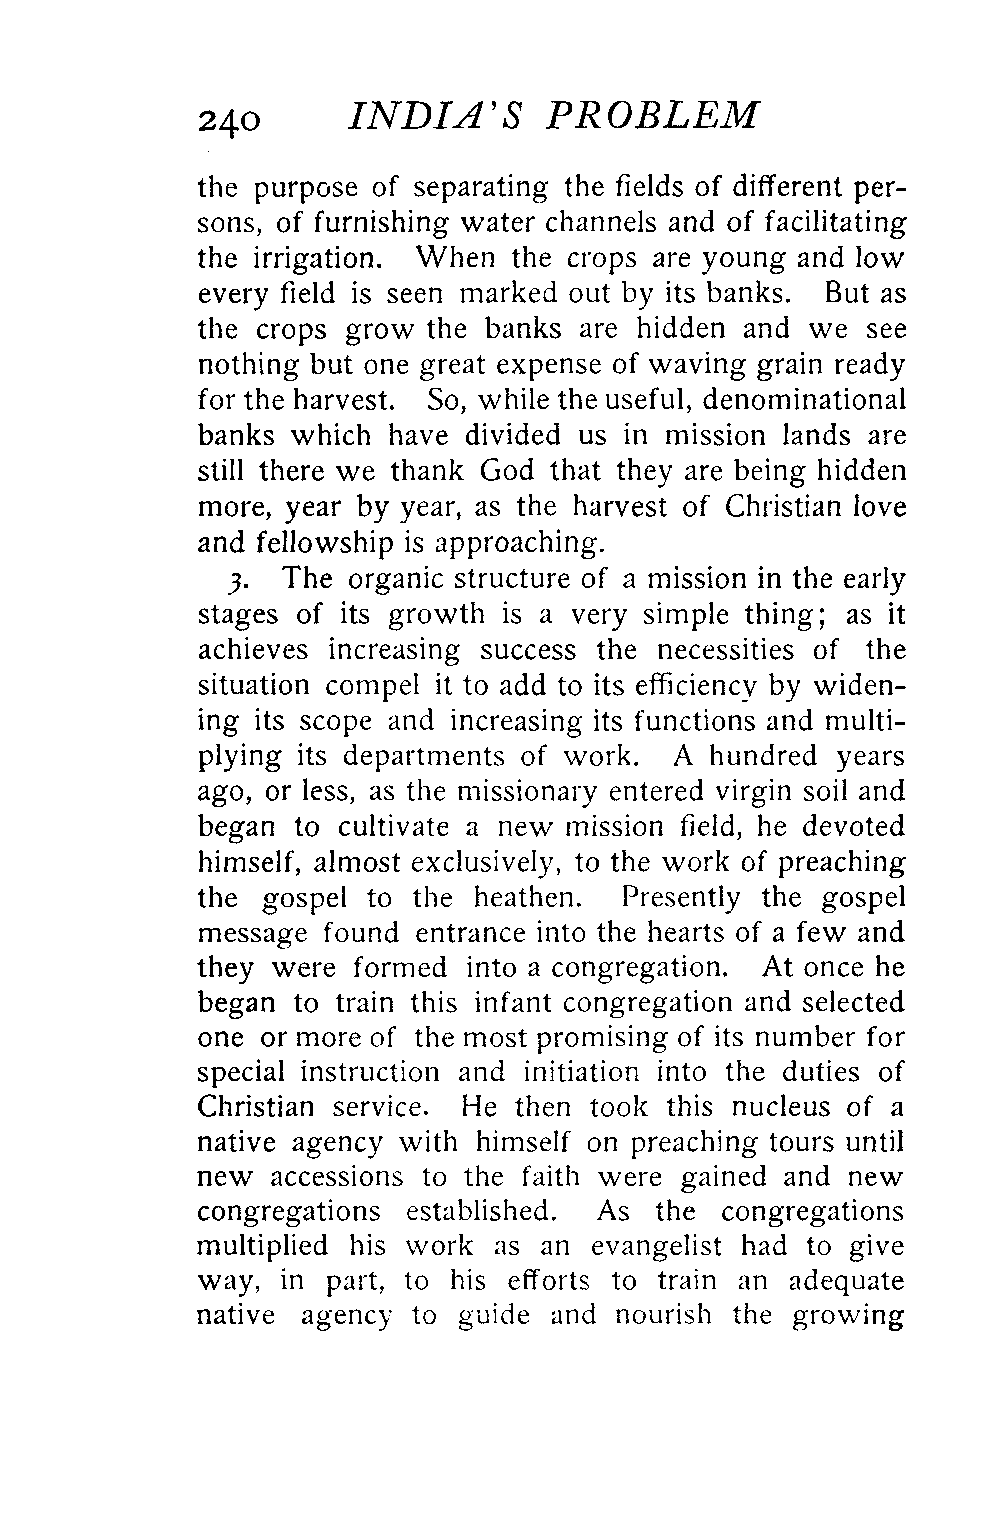 240 INDIA'S PROBLEM
the purpose of separating the fields of different per-
sons, of furnishing water channels and of facilitating
the irrigation. When the crops are young and low
every field is seen marked out by its banks. But as
the crops grow the banks are hidden and we see
nothing but one great expense of waving grain ready
for the harvest. So, while the useful, denominational
banks which have divided us in mission lands are
still there we thank God that they are being hidden
more, year by year, as the harvest of Christian love
and fellowship is approaching.
3. The organic structure of a mission in the early
stages of its growth is a very simple thing; as it
achieves increasing success the necessities of the
situation compel it to add to its efficiency by widen-
ing its scope and increasing its functions and multi-
plying its departments of work. A hundred years
ago, or less, as the missionary entered virgin soil and
began to cultivate a new mission field, he devoted
himself, almost exclusively, to the work of preaching
the gospel to the heathen. Presently the gospel
message found entrance into the hearts of a few and
they were formed into a congregation. At once he
began to train this infant congregation and selected
one or more of the most promising of its number for
special instruction and initiation into the duties of
Christian service. He then took this nucleus of a
native agency with himself on preaching tours until
new accessions to the faith were gained and new
congregations established. As the congregations
multiplied his work as an evangelist had to give
way, in part, to his efforts to train an adequate
native agency to guide and nourish the growing